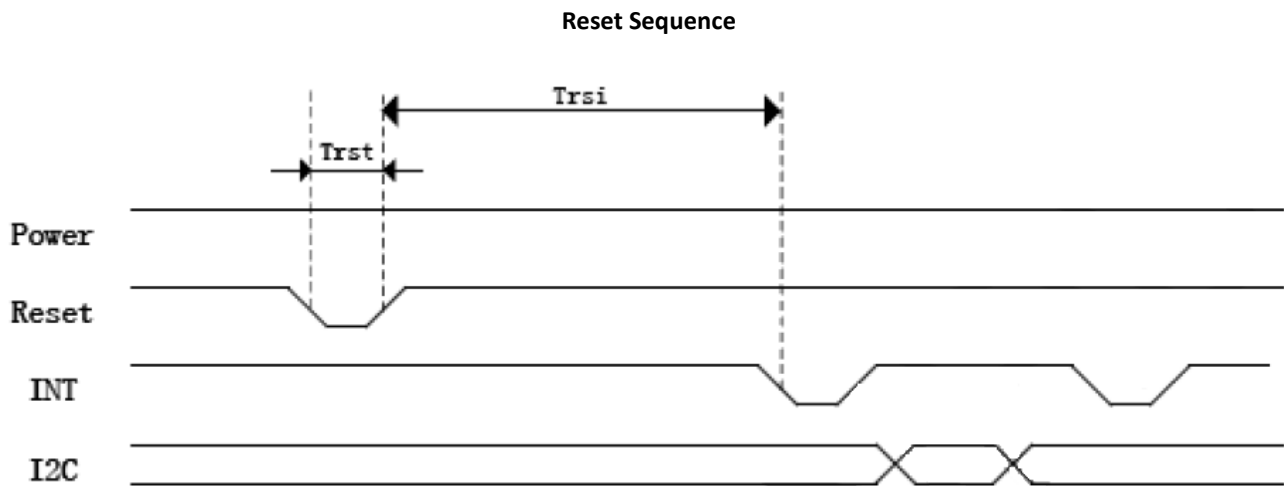 Reset Sequence
Trsi
Trst
Power
Reset
INT
I2C